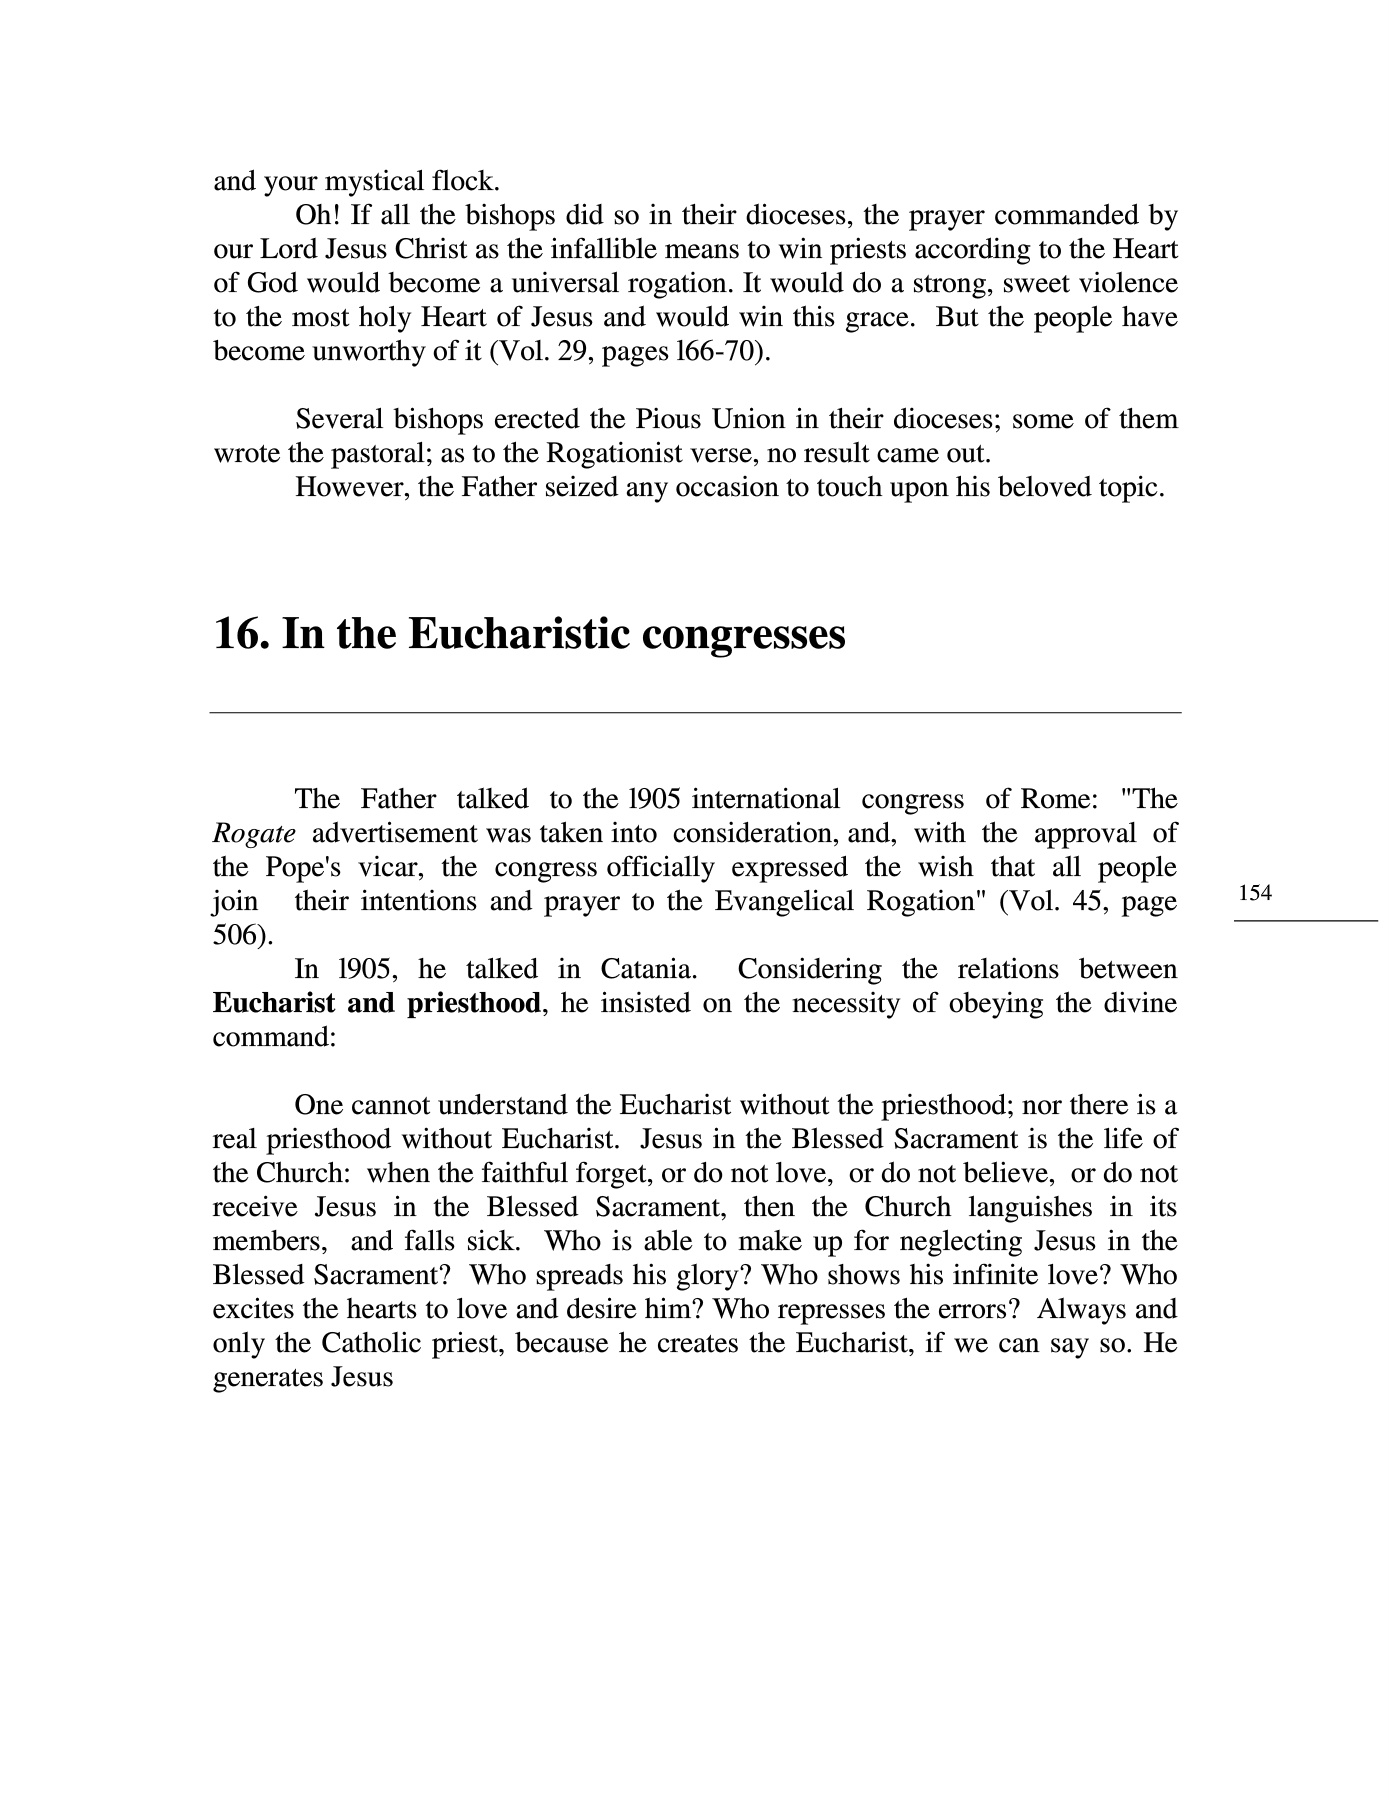 and your mystical flock.
Oh! If all the bishops did so in their dioceses, the prayer commanded by
our Lord Jesus Christ as the infallible means to win priests according to the Heart
of God would become a universal rogation. It would do a strong, sweet violence
to the most holy Heart of Jesus and would win this grace. But the people have
become unworthy of it (Vol. 29, pages l66-70).
Several bishops erected the Pious Union in their dioceses; some of them
wrote the pastoral; as to the Rogationist verse, no result came out.
However, the Father seized any occasion to touch upon his beloved topic.
16. In the Eucharistic congresses
The Father talked to the l905 international congress of Rome: "The
Rogate advertisement was taken into consideration, and, with the approval of
the Pope's vicar, the congress officially expressed the wish that all people
join their intentions and prayer to the Evangelical Rogation" (Vol. 45, page
506).
154
In l905, he talked in Catania. Considering the relations between
Eucharist and priesthood, he insisted on the necessity of obeying the divine
command:
One cannot understand the Eucharist without the priesthood; nor there is a
real priesthood without Eucharist. Jesus in the Blessed Sacrament is the life of
the Church: when the faithful forget, or do not love, or do not believe, or do not
receive Jesus in the Blessed Sacrament, then the Church languishes in its
members, and falls sick. Who is able to make up for neglecting Jesus in the
Blessed Sacrament? Who spreads his glory? Who shows his infinite love? Who
excites the hearts to love and desire him? Who represses the errors? Always and
only the Catholic priest, because he creates the Eucharist, if we can say so. He
generates Jesus